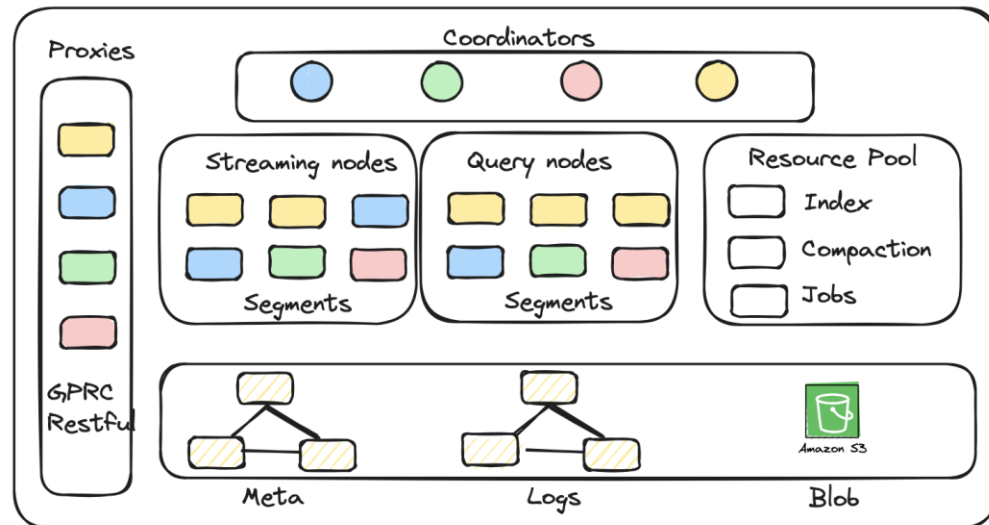 Proxies
Coordinators
Streaming nodes
Query nodes
Resource Pool
Index
Compaction
Jobs
Segments
Segments
GPRC
Restful
Amazon S3
Meta
Logs
Blob